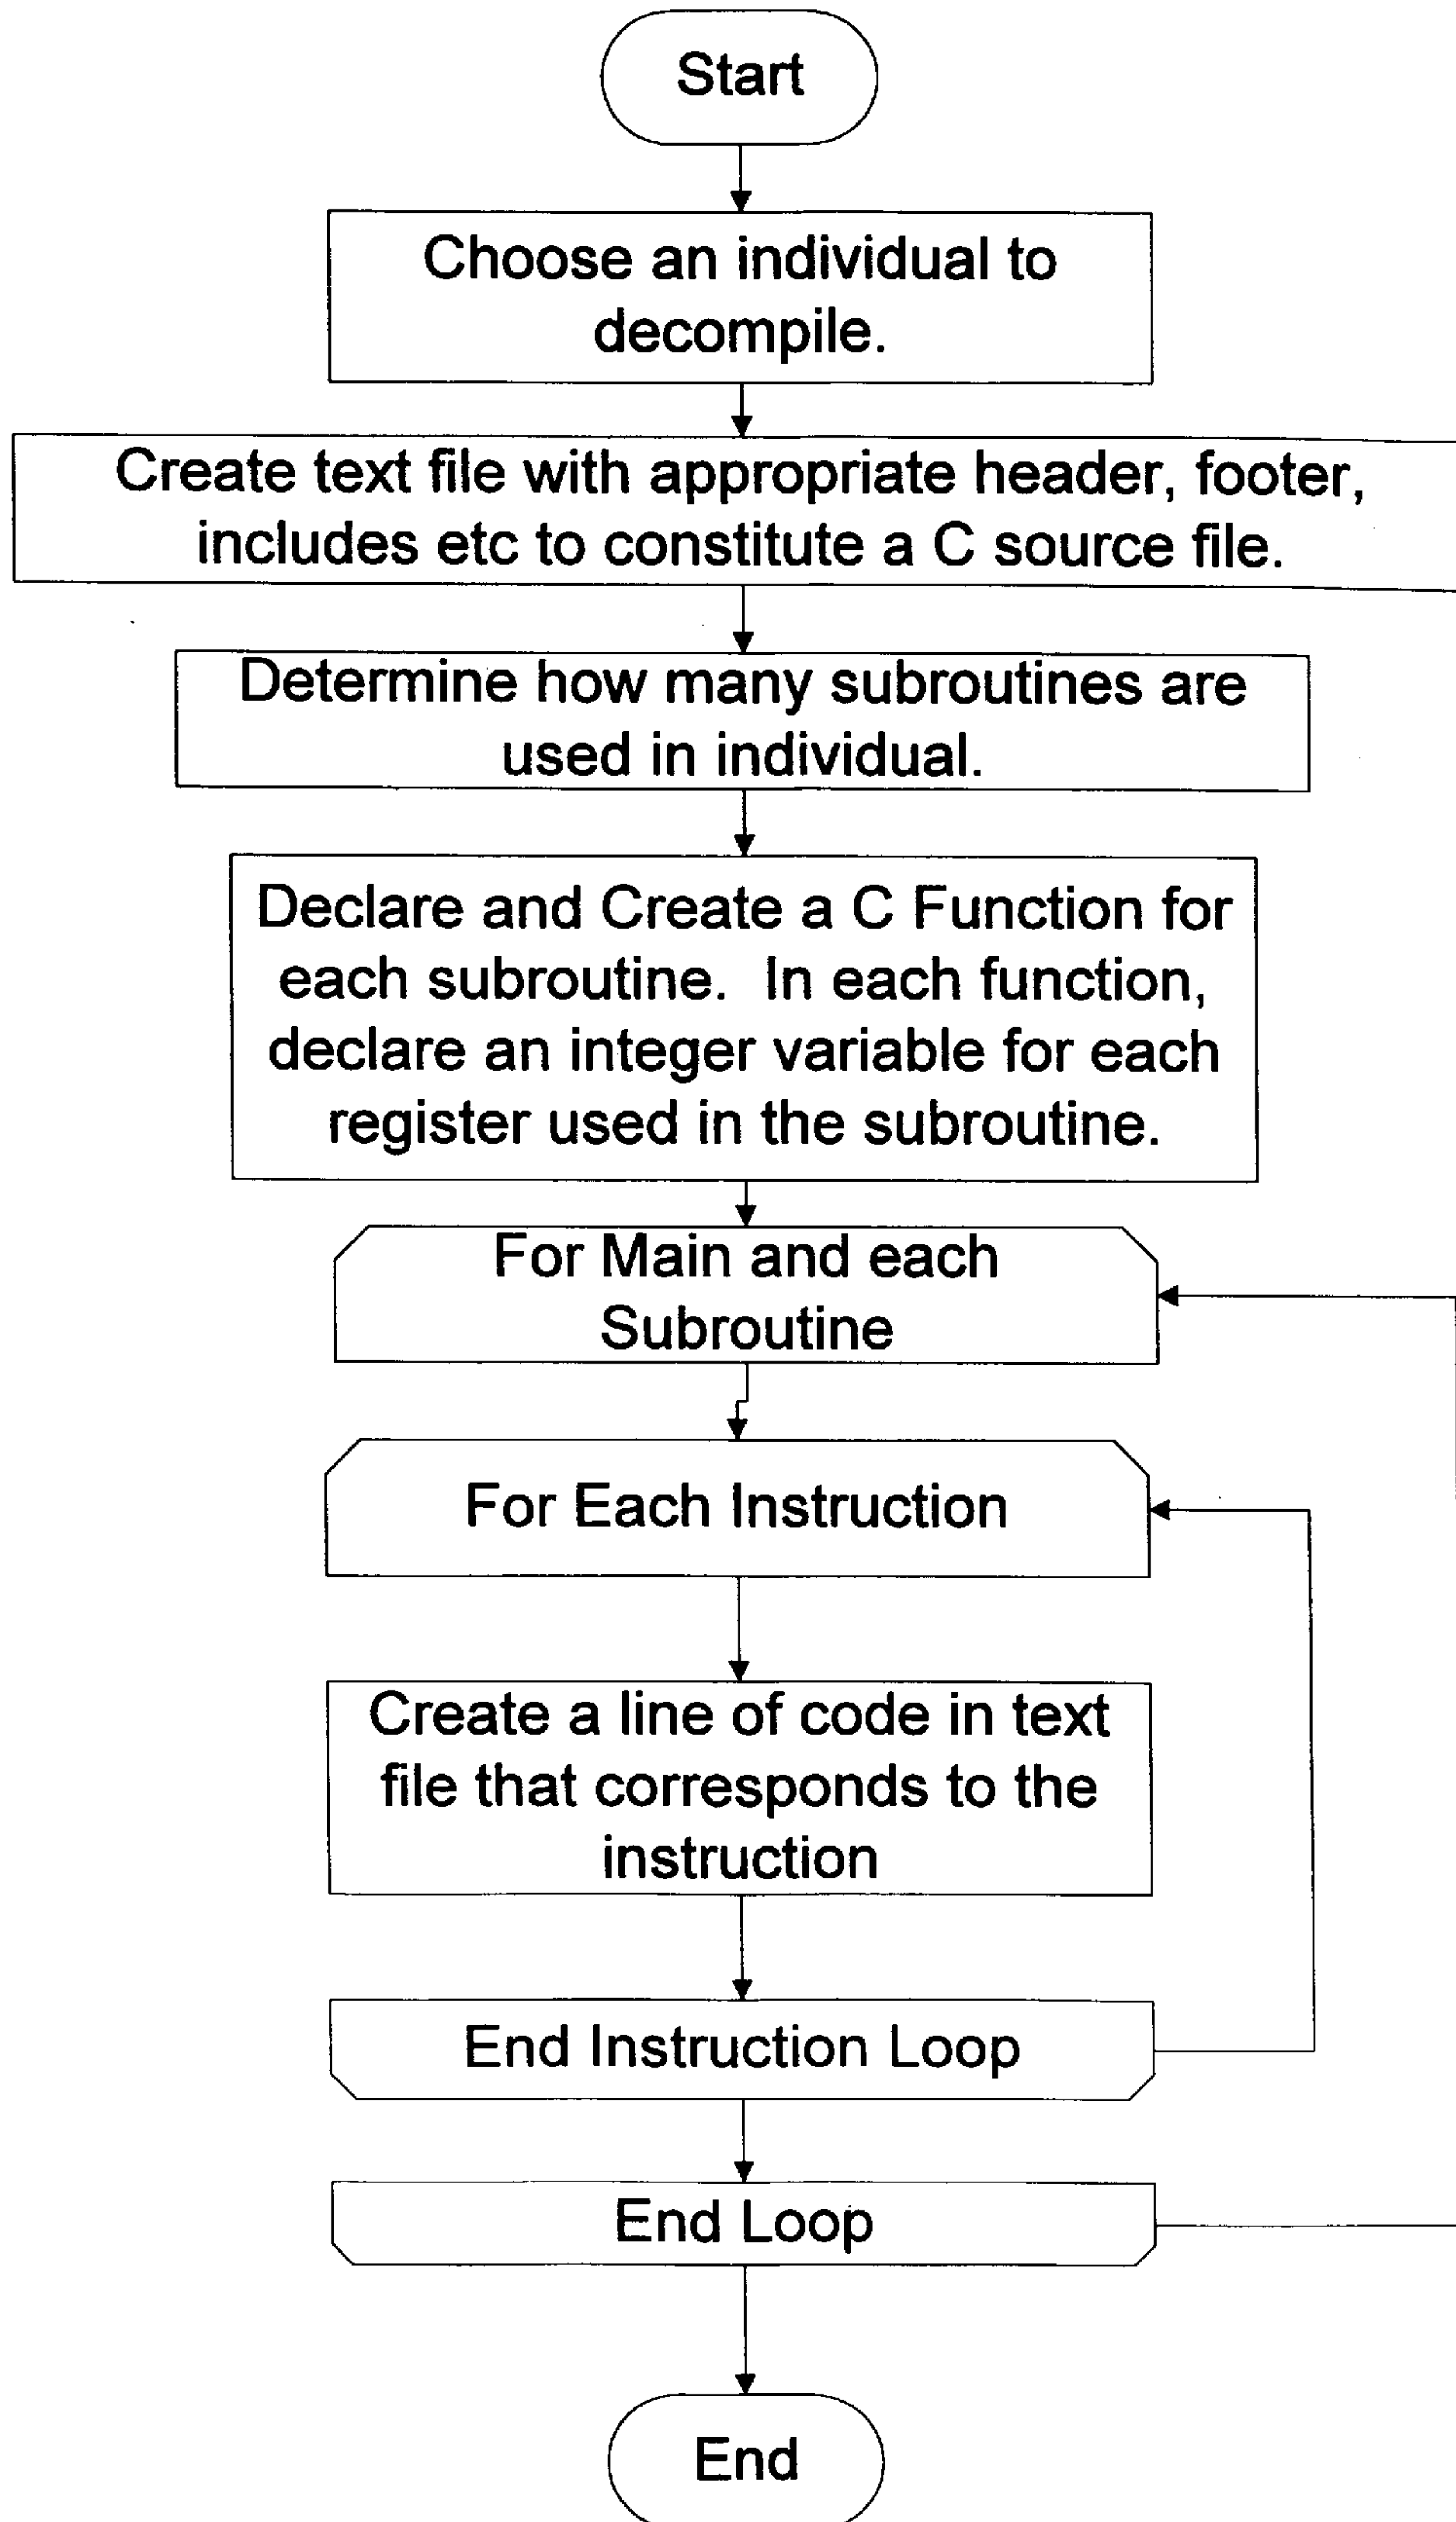 Start
Choose an individual to
decompile.
Create text file with appropriate header, footer,
includes etc to constitute a C source file.
Determine how many subroutines are
used in individual.
Declare and Create a C Function for
each subroutine.  In each function,
declare an integer variable for each
register used in the subroutine.
For Main and each
Subroutine
For Each Instruction
Create a line of code in text
file that corresponds to the
instruction
End Instruction Loop
End Loop
End